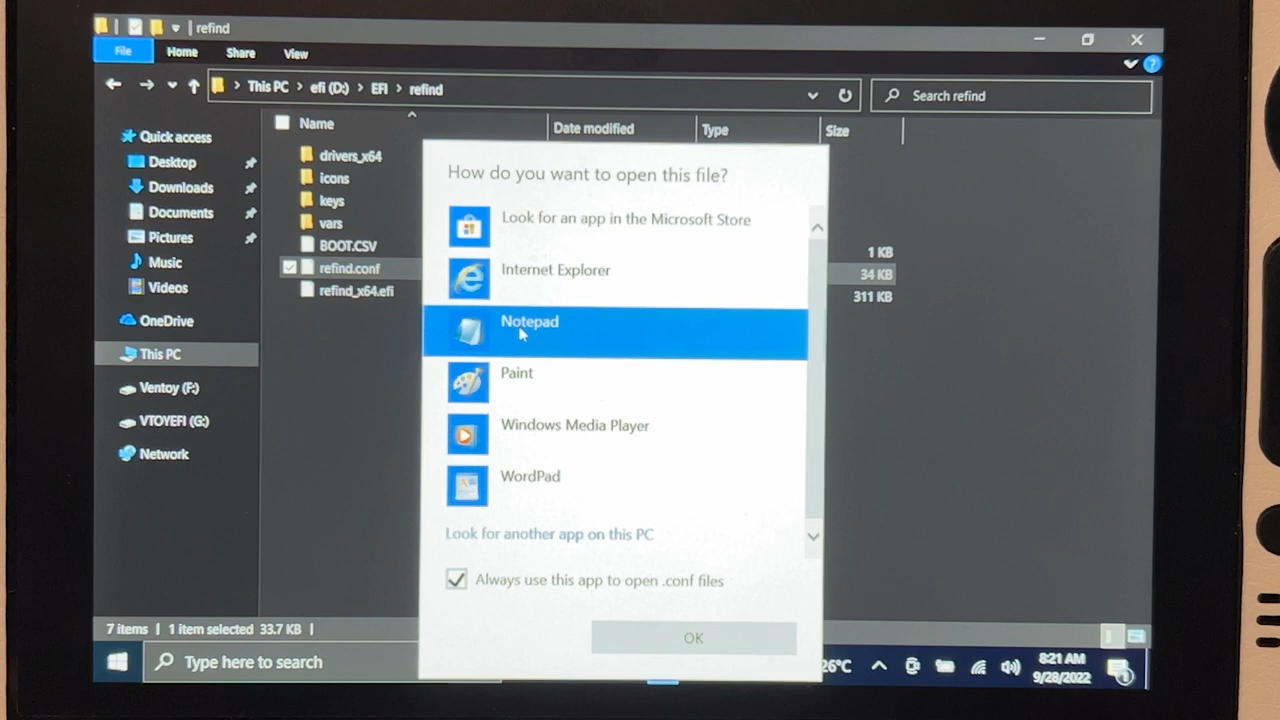 refind
File Home Share View
This PC > efi (D:) > EFI > refind
Search refind
Name Date modified Type Size
Quick access
Desktop
Downloads
Documents
Pictures
Music
Videos
OneDrive
This PC
Ventoy (F:)
VTOYEFI (G:)
Network
drivers_x64
icons
keys
vars
BOOT.CSV 1 KB
refind.conf 34 KB
refind_x64.efi 311 KB
How do you want to open this file?
Look for an app in the Microsoft Store
Internet Explorer
Notepad
Paint
Windows Media Player
WordPad
Look for another app on this PC
Always use this app to open .conf files
OK
7 items | 1 item selected 33.7 KB |
Type here to search
26°C
8:21 AM
9/28/2022
1